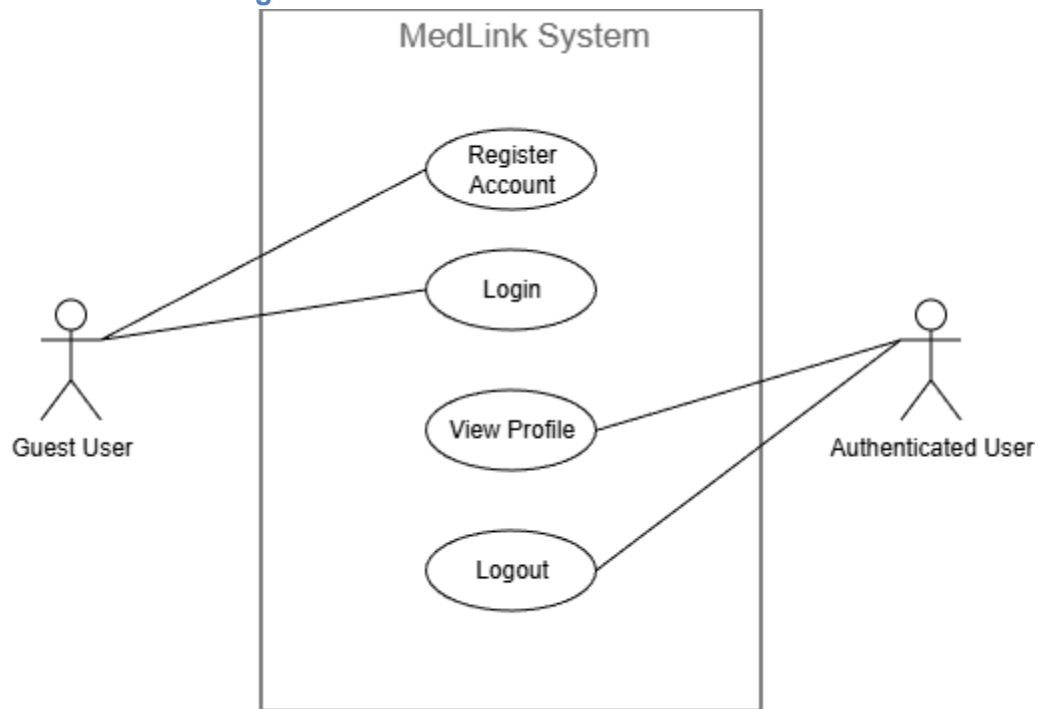 MedLink System
Register
Account
Login
View Profile
Logout
Guest User
Authenticated User